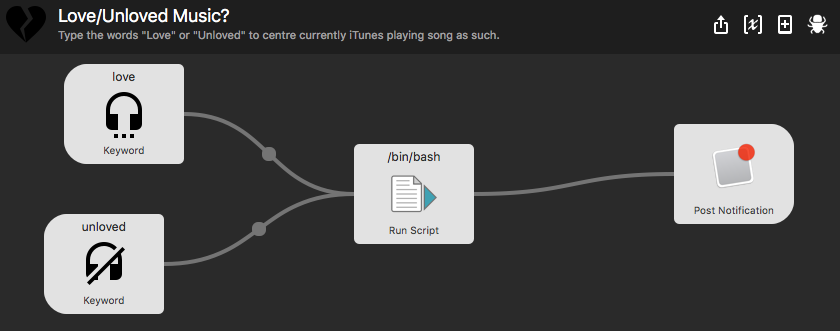 Love/Unloved Music?
Type the words "Love" or "Unloved" to centre currently iTunes playing song as such.
love
Keyword
unloved
Keyword
/bin/bash
Run Script
Post Notification